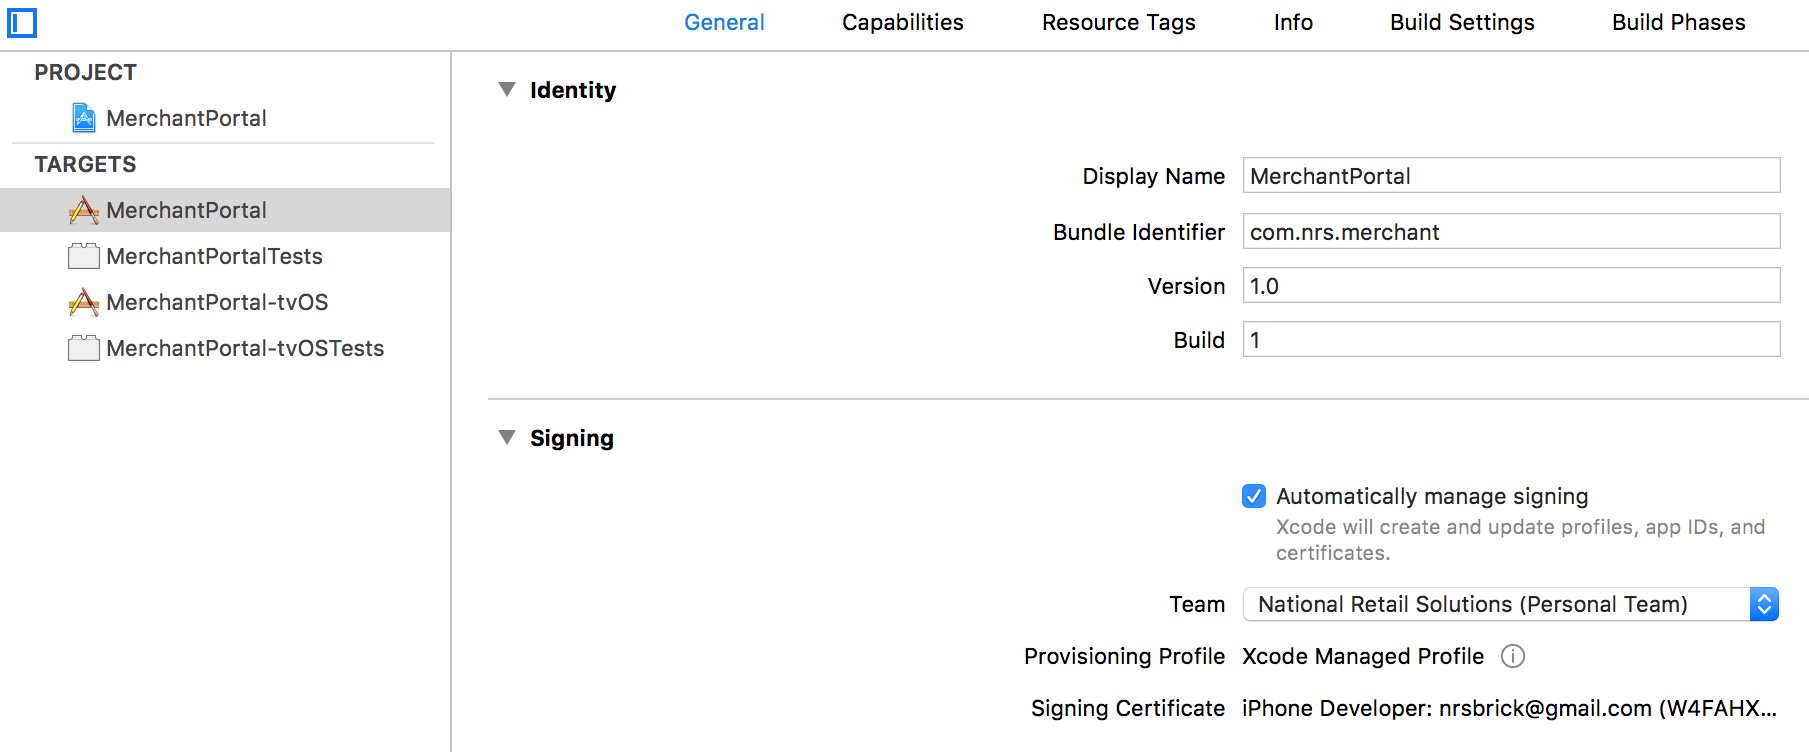 General Capabilities Resource Tags Info Build Settings Build Phases
PROJECT
MerchantPortal
TARGETS
MerchantPortal
MerchantPortalTests
MerchantPortal-tvOS
MerchantPortal-tvOSTests
Identity
Display Name MerchantPortal
Bundle Identifier com.nrs.merchant
Version 1.0
Build 1
Signing
Automatically manage signing
Xcode will create and update profiles, app IDs, and
certificates.
Team National Retail Solutions (Personal Team)
Provisioning Profile Xcode Managed Profile
Signing Certificate iPhone Developer: nrsbrick@gmail.com (W4FAHX...